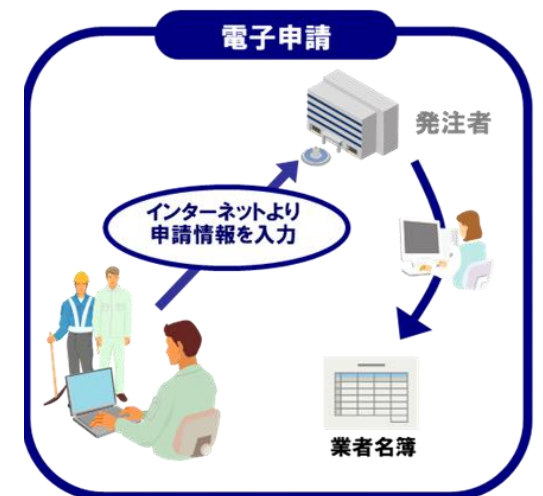 電子申請
発注者
インターネットより
申請情報を入力
業者名簿